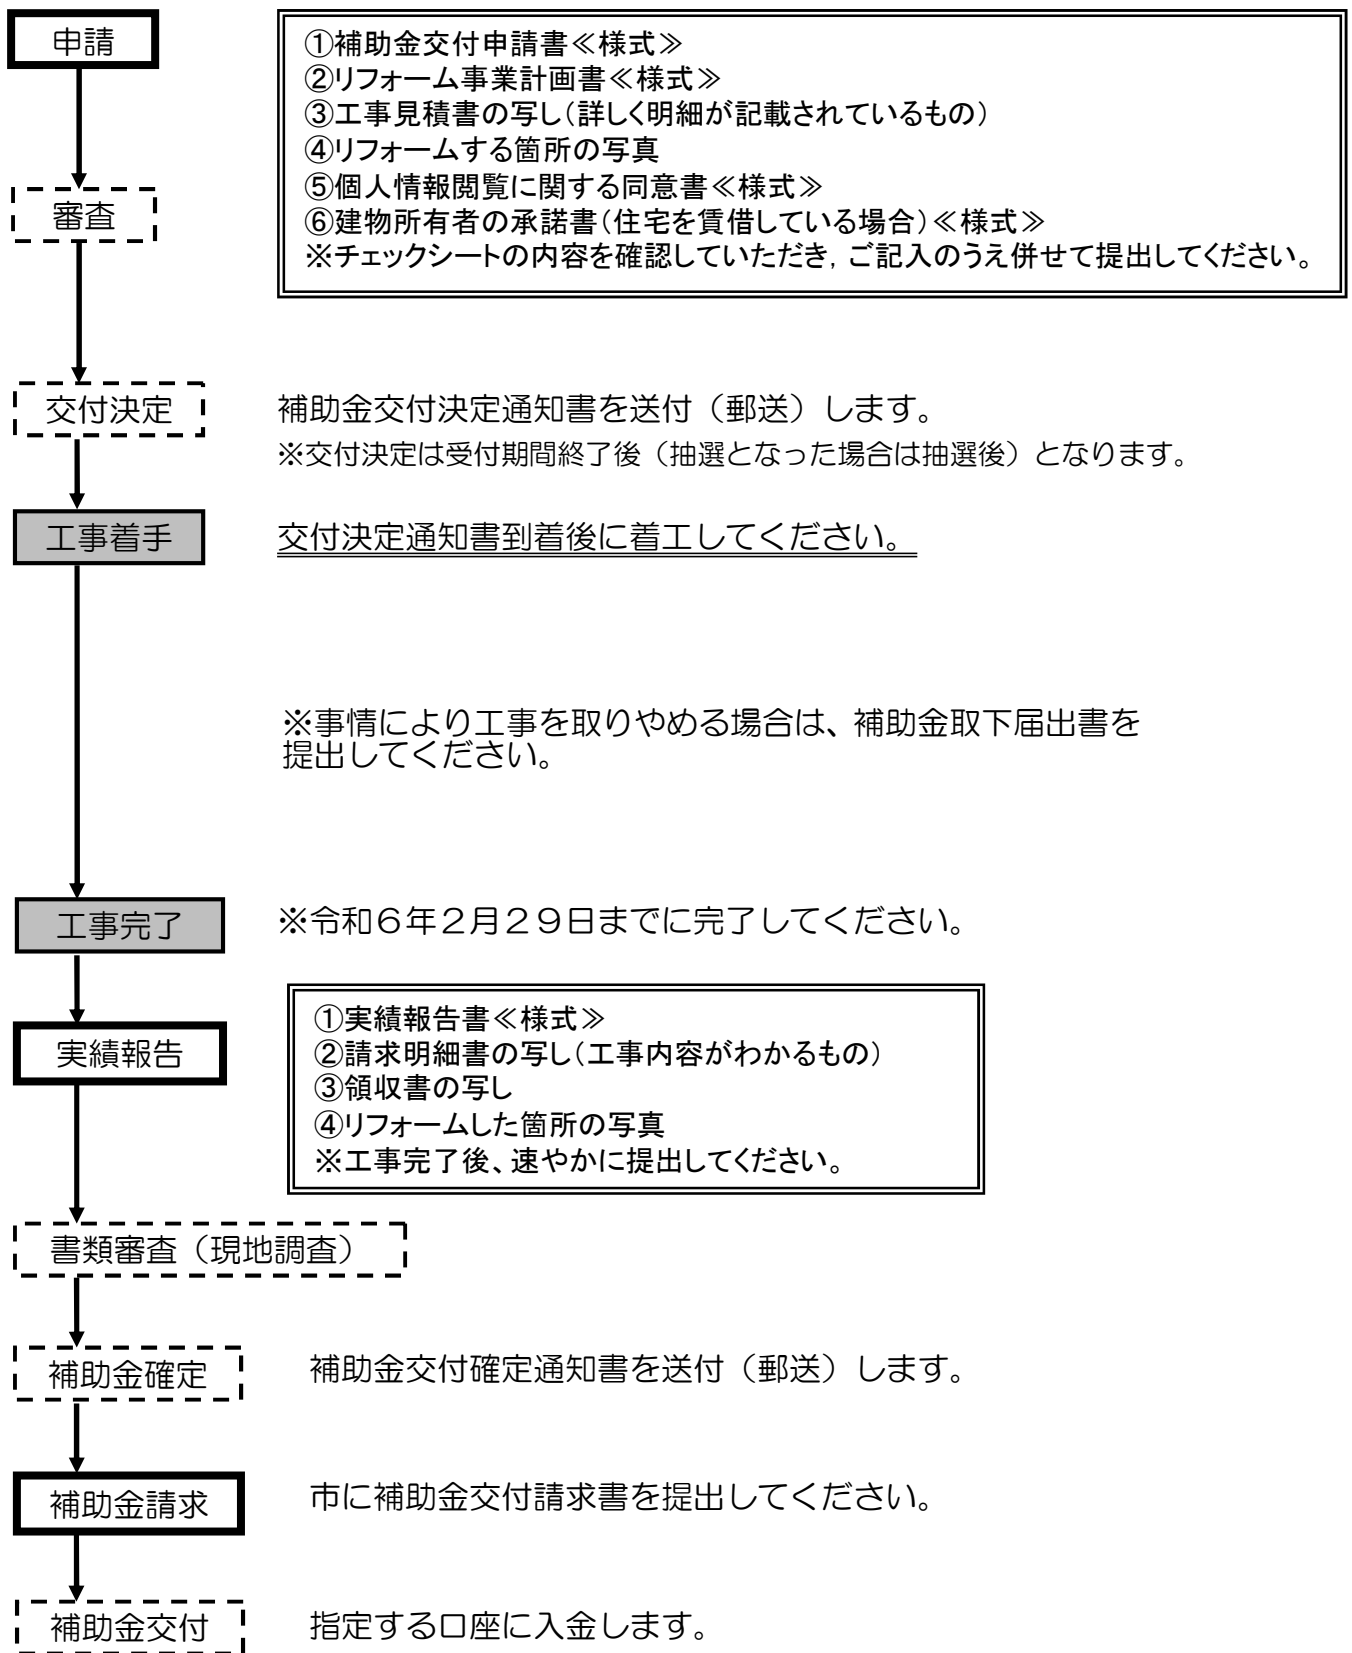 申請
①補助金交付申請書≪様式≫
②リフォーム事業計画書≪様式≫
③工事見積書の写し（詳しく明細が記載されているもの）
④リフォームする箇所の写真
⑤個人情報閲覧に関する同意書≪様式≫
⑥建物所有者の承諾書（住宅を賃借している場合）≪様式≫
※チェックシートの内容を確認していただき，ご記入のうえ併せて提出してください。
審査
交付決定
補助金交付決定通知書を送付（郵送）します。
※交付決定は受付期間終了後（抽選となった場合は抽選後）となります。
工事着手
交付決定通知書到着後に着工してください。
※事情により工事を取りやめる場合は、補助金取下届出書を
提出してください。
工事完了
※令和６年２月２９日までに完了してください。
実績報告
①実績報告書≪様式≫
②請求明細書の写し（工事内容がわかるもの）
③領収書の写し
④リフォームした箇所の写真
※工事完了後、速やかに提出してください。
書類審査（現地調査）
補助金確定
補助金交付確定通知書を送付（郵送）します。
補助金請求
市に補助金交付請求書を提出してください。
補助金交付
指定する口座に入金します。